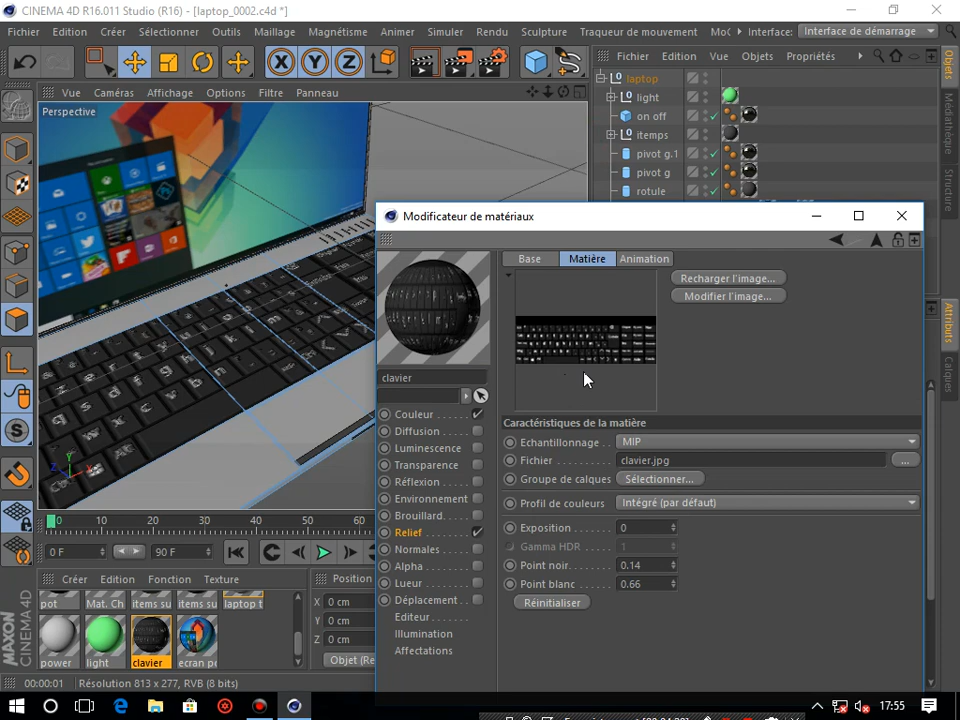 CINEMA 4D R16.011 Studio (R16) - [laptop_0002.c4d *]
Fichier Edition Créer Sélectionner Outils Maillage Magnétisme Animer Simuler Rendu Sculpture Traqueur de mouvement Interface: Interface de démarrage
X Y Z
Fichier Edition Vue Objets Propriétés
Vue Caméras Affichage Options Filtre Panneau
Perspective
laptop
light
on off
itemps
pivot g.1
pivot g
rotule
Objets
Médiathèque
Structure
Attributs
Calques
Modificateur de matériaux
Base Matière Animation
Recharger l'image...
Modifier l'image...
clavier
Couleur
Diffusion
Luminescence
Transparence
Réflexion
Environnement
Brouillard
Relief
Normales
Alpha
Lueur
Déplacement
Editeur
Illumination
Affectations
Caractéristiques de la matière
Echantillonnage MIP
Fichier clavier.jpg ...
Groupe de calques Sélectionner...
Profil de couleurs Intégré (par défaut)
Exposition 0
Gamma HDR 1
Point noir 0.14
Point blanc 0.66
Réinitialiser
0 10 20 30 40 50 60
0 F 90 F
Créer Edition Fonction Texture
pot Mat. Ch items su items su laptop t
power light clavier ecran pc
Position
X 0 cm
Y 0 cm
Z 0 cm
Objet (Re
MAXON CINEMA 4D
00:00:01 Résolution 813 x 277, RVB (8 bits)
17:55